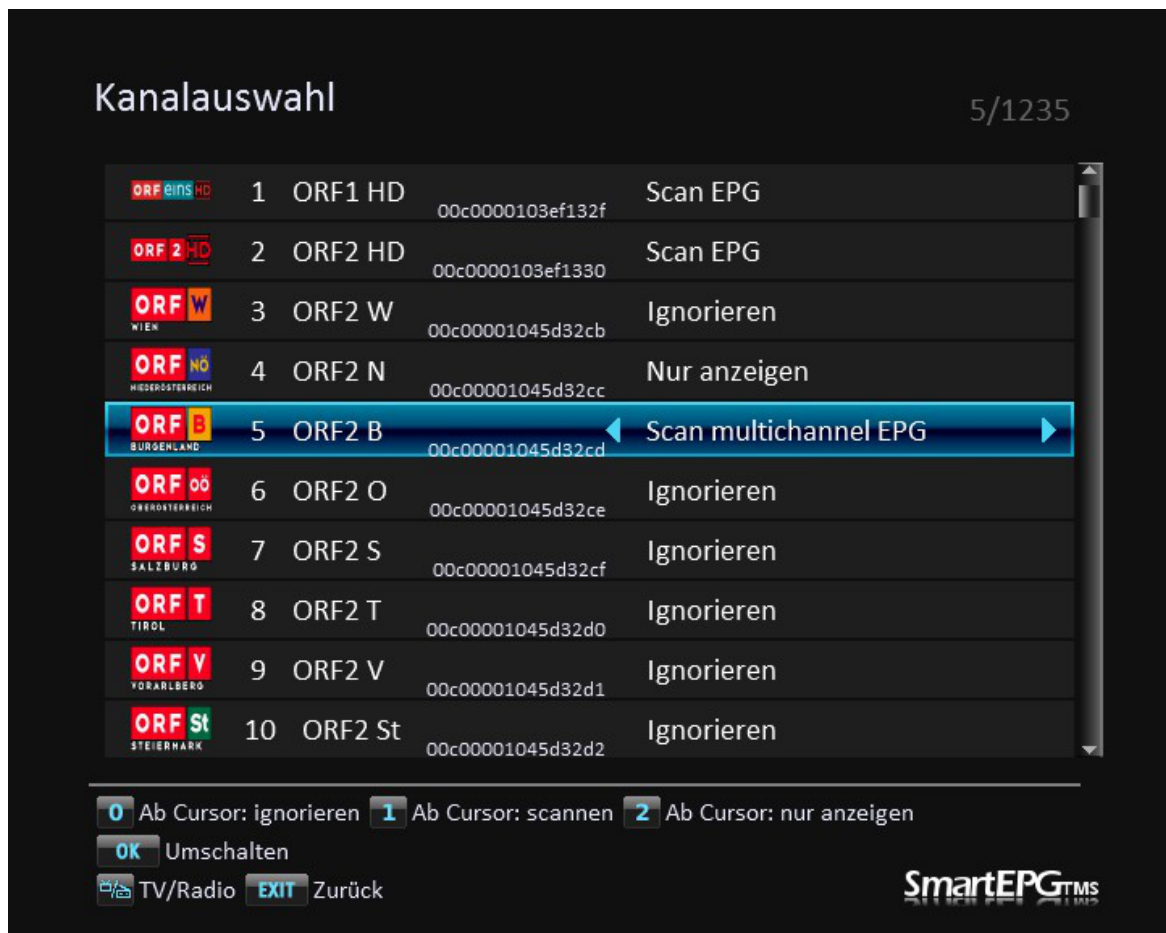 Kanalauswahl
5/1235
ORF eins HD 1 ORF1 HD 00c0000103ef132f Scan EPG
ORF 2 HD 2 ORF2 HD 00c0000103ef1330 Scan EPG
ORF W
WIEN
3 ORF2 W 00c00001045d32cb Ignorieren
ORF NÖ
NIEDERÖSTERREICH
4 ORF2 N 00c00001045d32cc Nur anzeigen
ORF B
BURGENLAND
5 ORF2 B 00c00001045d32cd Scan multichannel EPG
ORF OÖ
OBERÖSTERREICH
6 ORF2 O 00c00001045d32ce Ignorieren
ORF S
SALZBURG
7 ORF2 S 00c00001045d32cf Ignorieren
ORF T
TIROL
8 ORF2 T 00c00001045d32d0 Ignorieren
ORF V
VORARLBERG
9 ORF2 V 00c00001045d32d1 Ignorieren
ORF St
STEIERMARK
10 ORF2 St 00c00001045d32d2 Ignorieren
0 Ab Cursor: ignorieren 1 Ab Cursor: scannen 2 Ab Cursor: nur anzeigen
OK Umschalten
TV/Radio EXIT Zurück
SmartEPG TMS